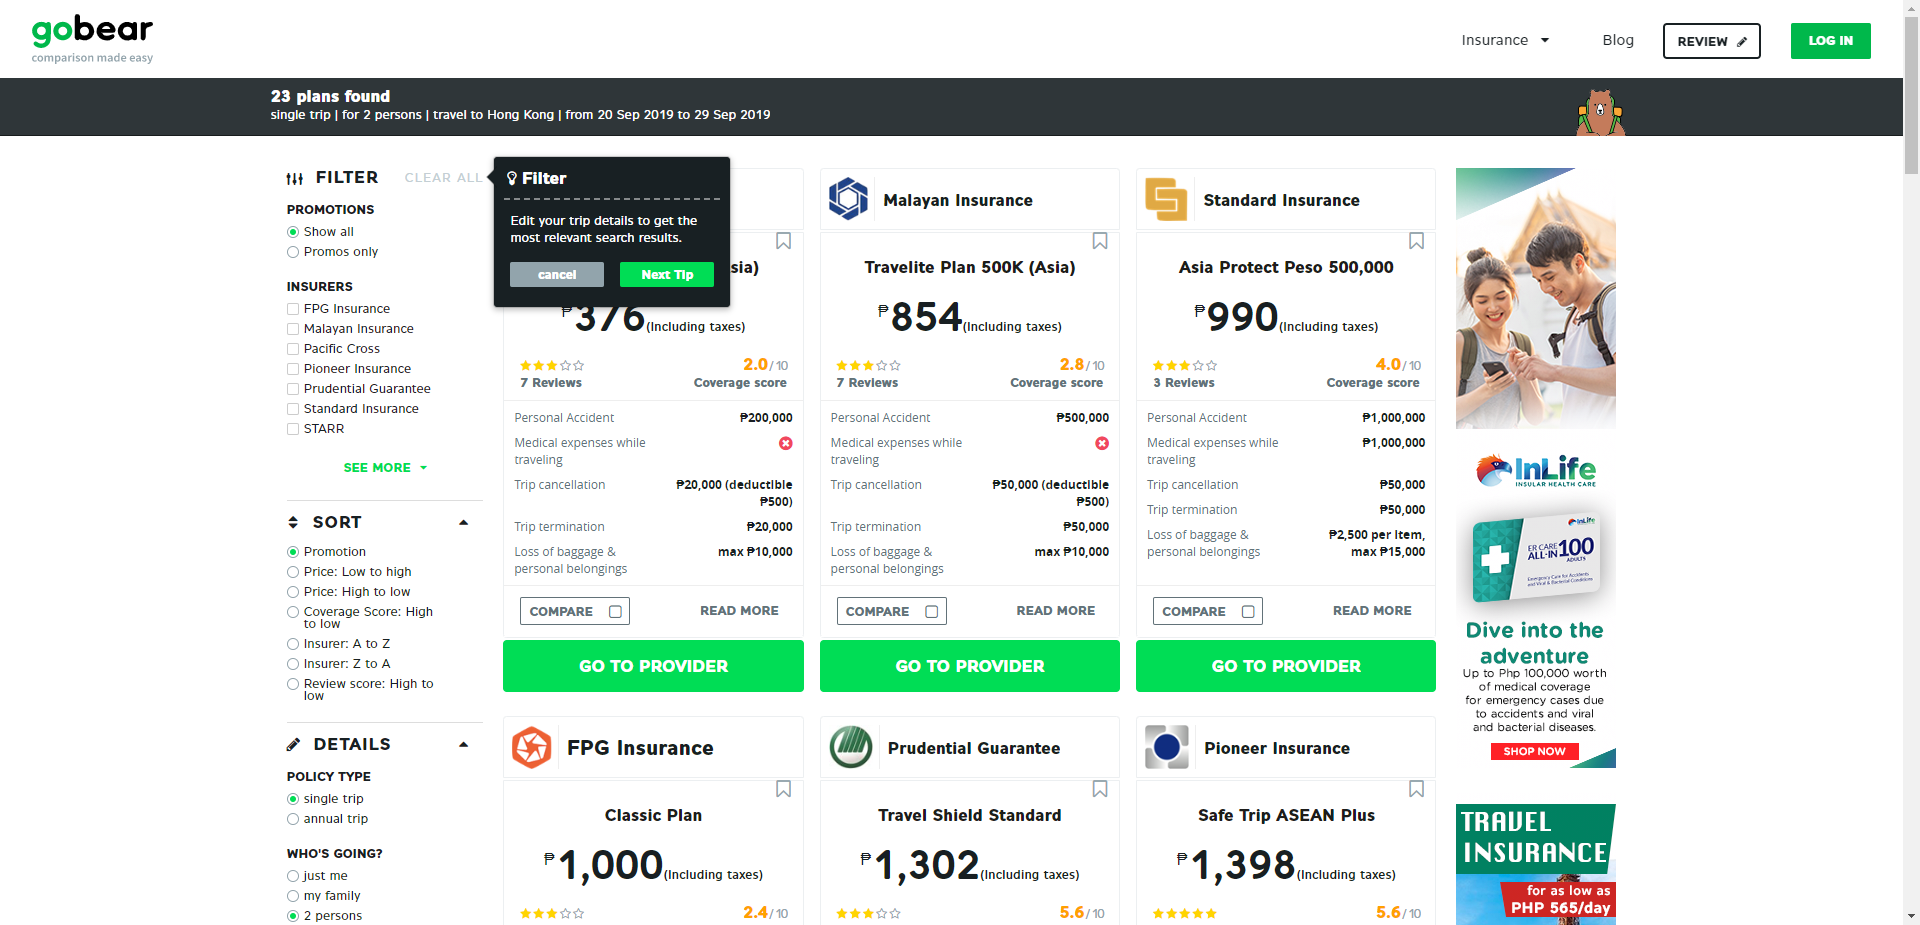 gobear
comparison made easy
Insurance
Blog
REVIEW
LOG IN
23 plans found
single trip | for 2 persons | travel to Hong Kong | from 20 Sep 2019 to 29 Sep 2019
FILTER
CLEAR ALL
PROMOTIONS
Show all
Promos only
INSURERS
FPG Insurance
Malayan Insurance
Pacific Cross
Pioneer Insurance
Prudential Guarantee
Standard Insurance
STARR
SEE MORE
SORT
Promotion
Price: Low to high
Price: High to low
Coverage Score: High
to low
Insurer: A to Z
Insurer: Z to A
Review score: High to
low
DETAILS
POLICY TYPE
single trip
annual trip
WHO'S GOING?
just me
my family
2 persons
Filter
Edit your trip details to get the
most relevant search results.
cancel
Next Tip
sia)
₱376(Including taxes)
2.0/10
7 Reviews
Coverage score
Personal Accident ₱200,000
Medical expenses while
traveling
Trip cancellation ₱20,000 (deductible
₱500)
Trip termination ₱20,000
Loss of baggage & max ₱10,000
personal belongings
COMPARE
READ MORE
GO TO PROVIDER
Malayan Insurance
Travelite Plan 500K (Asia)
₱854(Including taxes)
2.8/10
7 Reviews
Coverage score
Personal Accident ₱500,000
Medical expenses while
traveling
Trip cancellation ₱50,000 (deductible
₱500)
Trip termination ₱50,000
Loss of baggage & max ₱10,000
personal belongings
COMPARE
READ MORE
GO TO PROVIDER
Standard Insurance
Asia Protect Peso 500,000
₱990(Including taxes)
4.0/10
3 Reviews
Coverage score
Personal Accident ₱1,000,000
Medical expenses while ₱1,000,000
traveling
Trip cancellation ₱50,000
Trip termination ₱50,000
Loss of baggage & ₱2,500 per item,
personal belongings max ₱15,000
COMPARE
READ MORE
GO TO PROVIDER
FPG Insurance
Classic Plan
₱1,000(Including taxes)
2.4/10
Prudential Guarantee
Travel Shield Standard
₱1,302(Including taxes)
5.6/10
Pioneer Insurance
Safe Trip ASEAN Plus
₱1,398(Including taxes)
5.6/10
InLife
INSULAR HEALTH CARE
InLife
ER CARE
ALL-IN 100
ADULTS
Emergency Care for Accidents
and Viral & Bacterial Conditions
Dive into the
adventure
Up to Php 100,000 worth
of medical coverage
for emergency cases due
to accidents and viral
and bacterial diseases.
SHOP NOW
TRAVEL
INSURANCE
for as low as
PHP 565/day